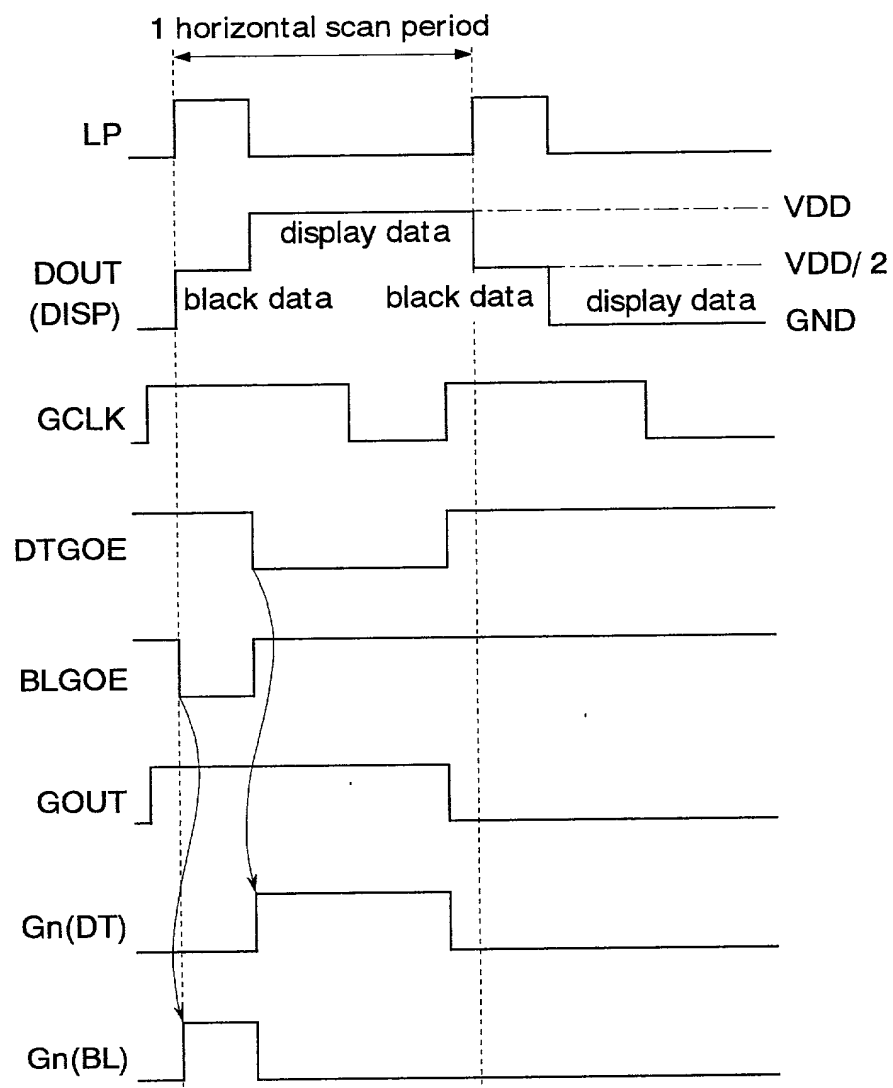 1 horizontal scan period
LP
VDD
display data
DOUT
(DISP)
VDD/ 2
black data
black data
display data
GND
GCLK
DTGOE
BLGOE
GOUT
Gn(DT)
Gn(BL)